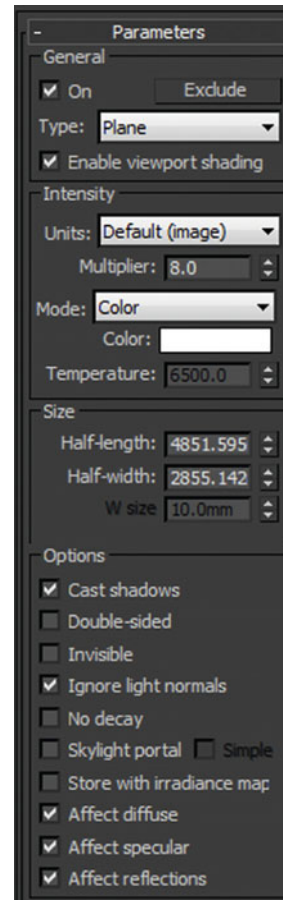 - Parameters
General
On Exclude
Type: Plane
Enable viewport shading
Intensity
Units: Default (image)
Multiplier: 8.0
Mode: Color
Color:
Temperature: 6500.0
Size
Half-length: 4851.595
Half-width: 2855.142
W size 10.0mm
Options
Cast shadows
Double-sided
Invisible
Ignore light normals
No decay
Skylight portal Simple
Store with irradiance map
Affect diffuse
Affect specular
Affect reflections